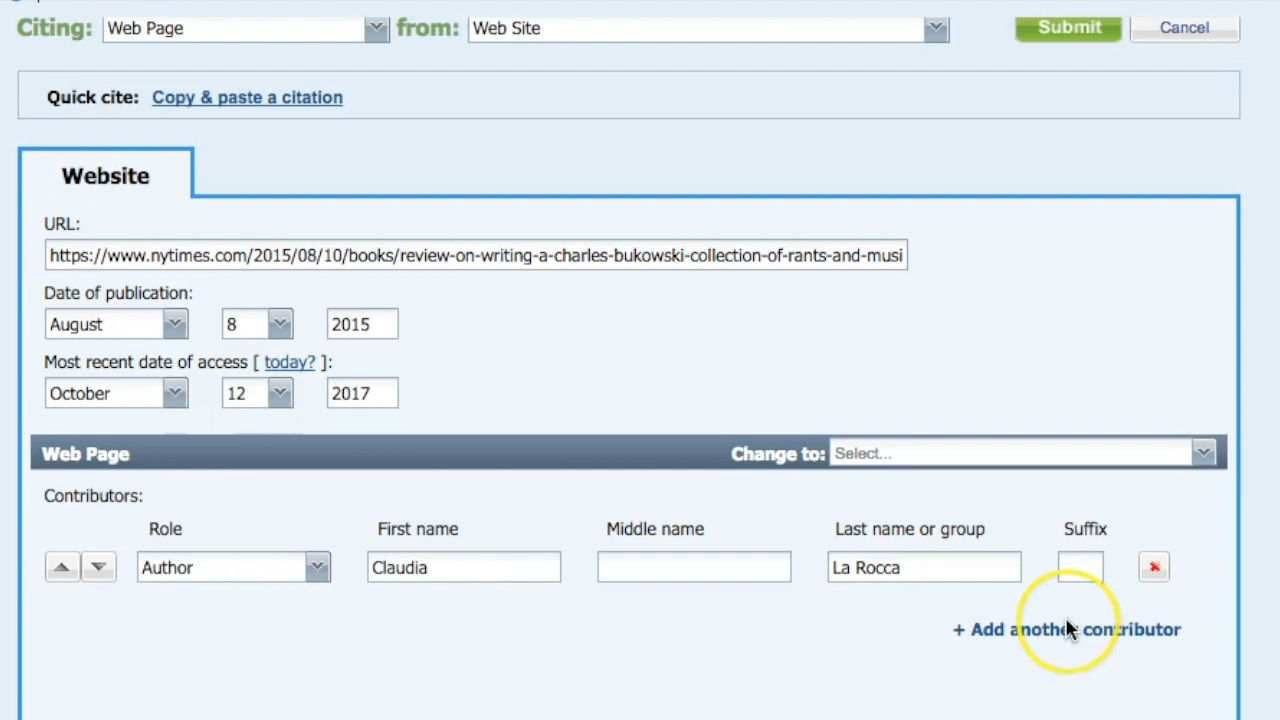 Citing: Web Page from: Web Site Submit Cancel
Quick cite: Copy & paste a citation
Website
URL:
https://www.nytimes.com/2015/08/10/books/review-on-writing-a-charles-bukowski-collection-of-rants-and-musi
Date of publication:
August 8 2015
Most recent date of access [ today? ]:
October 12 2017
Web Page Change to: Select...
Contributors:
Role First name Middle name Last name or group Suffix
Author Claudia La Rocca
+ Add another contributor